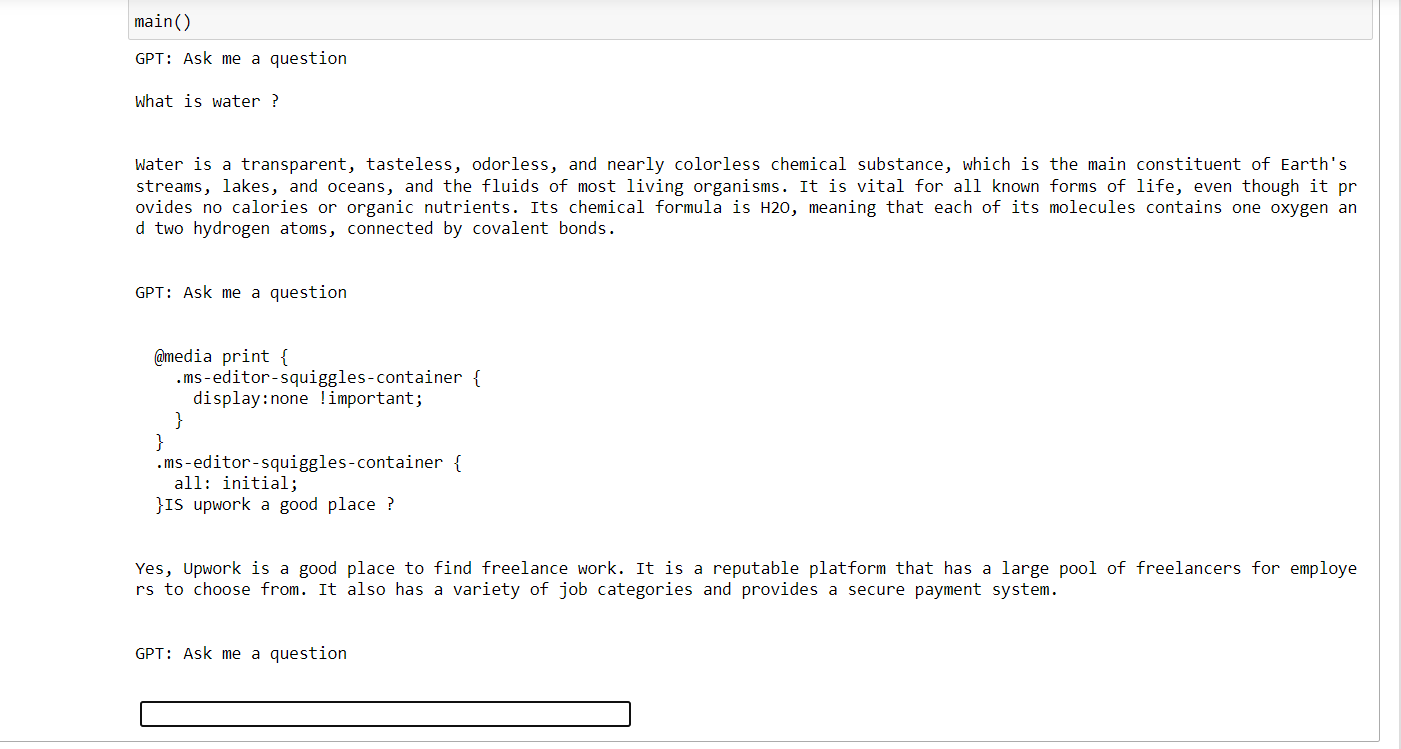 main()
GPT: Ask me a question
What is water ?
Water is a transparent, tasteless, odorless, and nearly colorless chemical substance, which is the main constituent of Earth's
streams, lakes, and oceans, and the fluids of most living organisms. It is vital for all known forms of life, even though it pr
ovides no calories or organic nutrients. Its chemical formula is H2O, meaning that each of its molecules contains one oxygen an
d two hydrogen atoms, connected by covalent bonds.
GPT: Ask me a question
@media print {
.ms-editor-squiggles-container {
display:none !important;
}
}
.ms-editor-squiggles-container {
all: initial;
}IS upwork a good place ?
Yes, Upwork is a good place to find freelance work. It is a reputable platform that has a large pool of freelancers for employe
rs to choose from. It also has a variety of job categories and provides a secure payment system.
GPT: Ask me a question